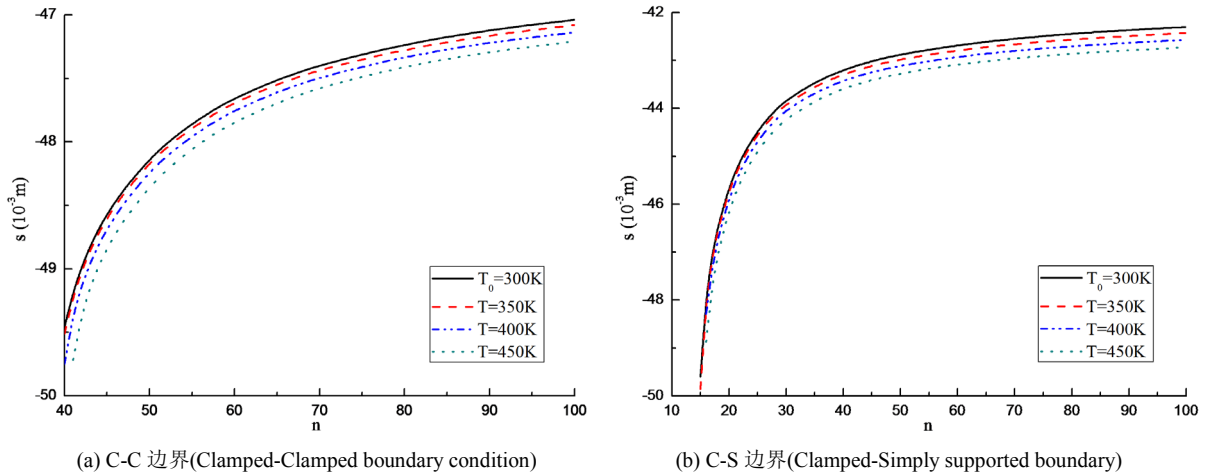 -47
-48
-49
-50
s (10⁻³m)
40 50 60 70 80 90 100
n
T₀=300K
T=350K
T=400K
T=450K
(a) C-C 边界(Clamped-Clamped boundary condition)
-42
-44
-46
-48
-50
s (10⁻³m)
10 20 30 40 50 60 70 80 90 100
n
T₀=300K
T=350K
T=400K
T=450K
(b) C-S 边界(Clamped-Simply supported boundary)